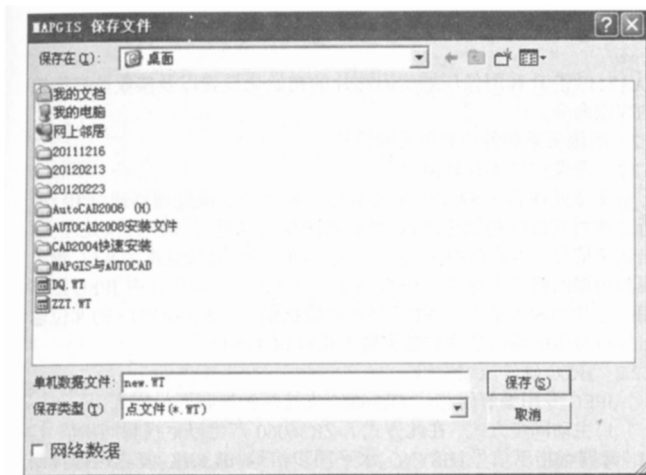 MAPGIS 保存文件
保存在(I): 桌面
我的文档
我的电脑
网上邻居
20111216
20120213
20120223
AutoCAD2006 (H)
AUTOCAD2008安装文件
CAD2004快速安装
MAPGIS与AUTOCAD
DQ.WT
ZZT.WT
单机数据文件: new.WT 保存(S)
保存类型(T) 点文件(*.WT) 取消
网络数据